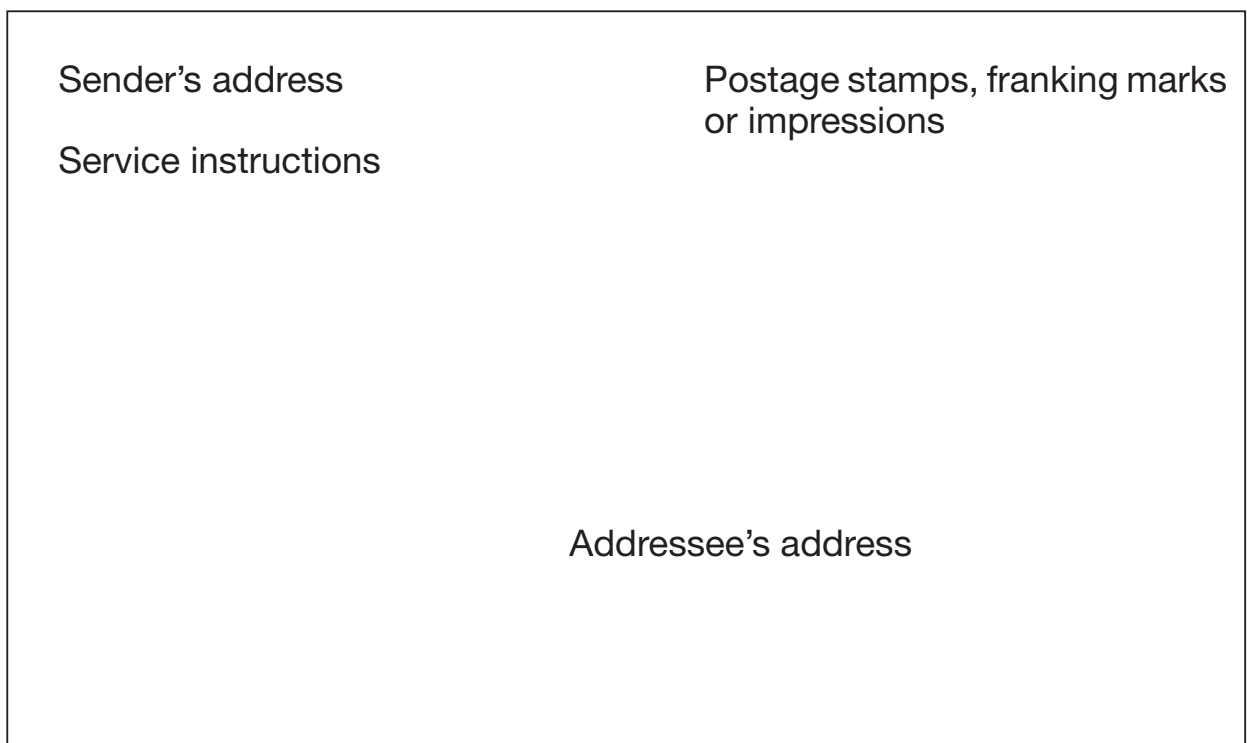 Sender’s address
Postage stamps, franking marks
or impressions
Service instructions
Addressee’s address